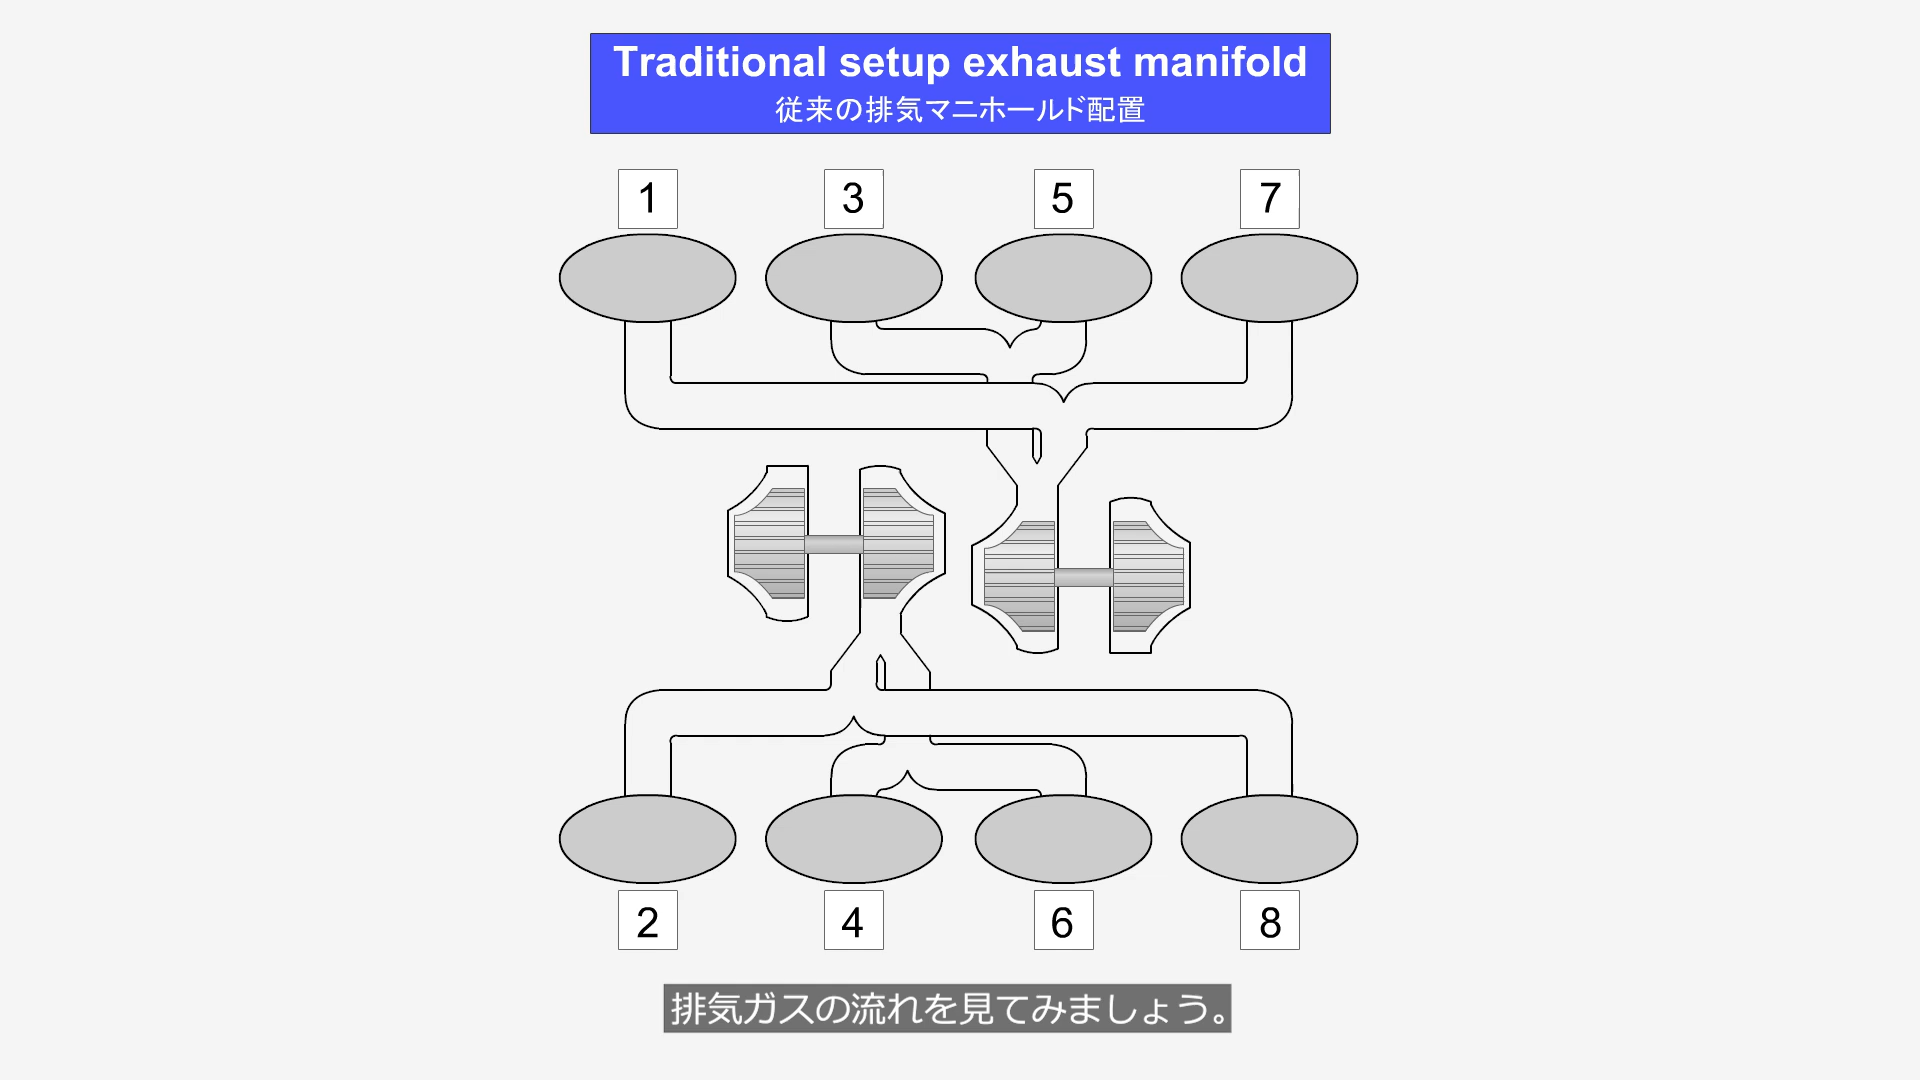 Traditional setup exhaust manifold
従来の排気マニホールド配置
1 3 5 7
2 4 6 8
排気ガスの流れを見てみましょう。